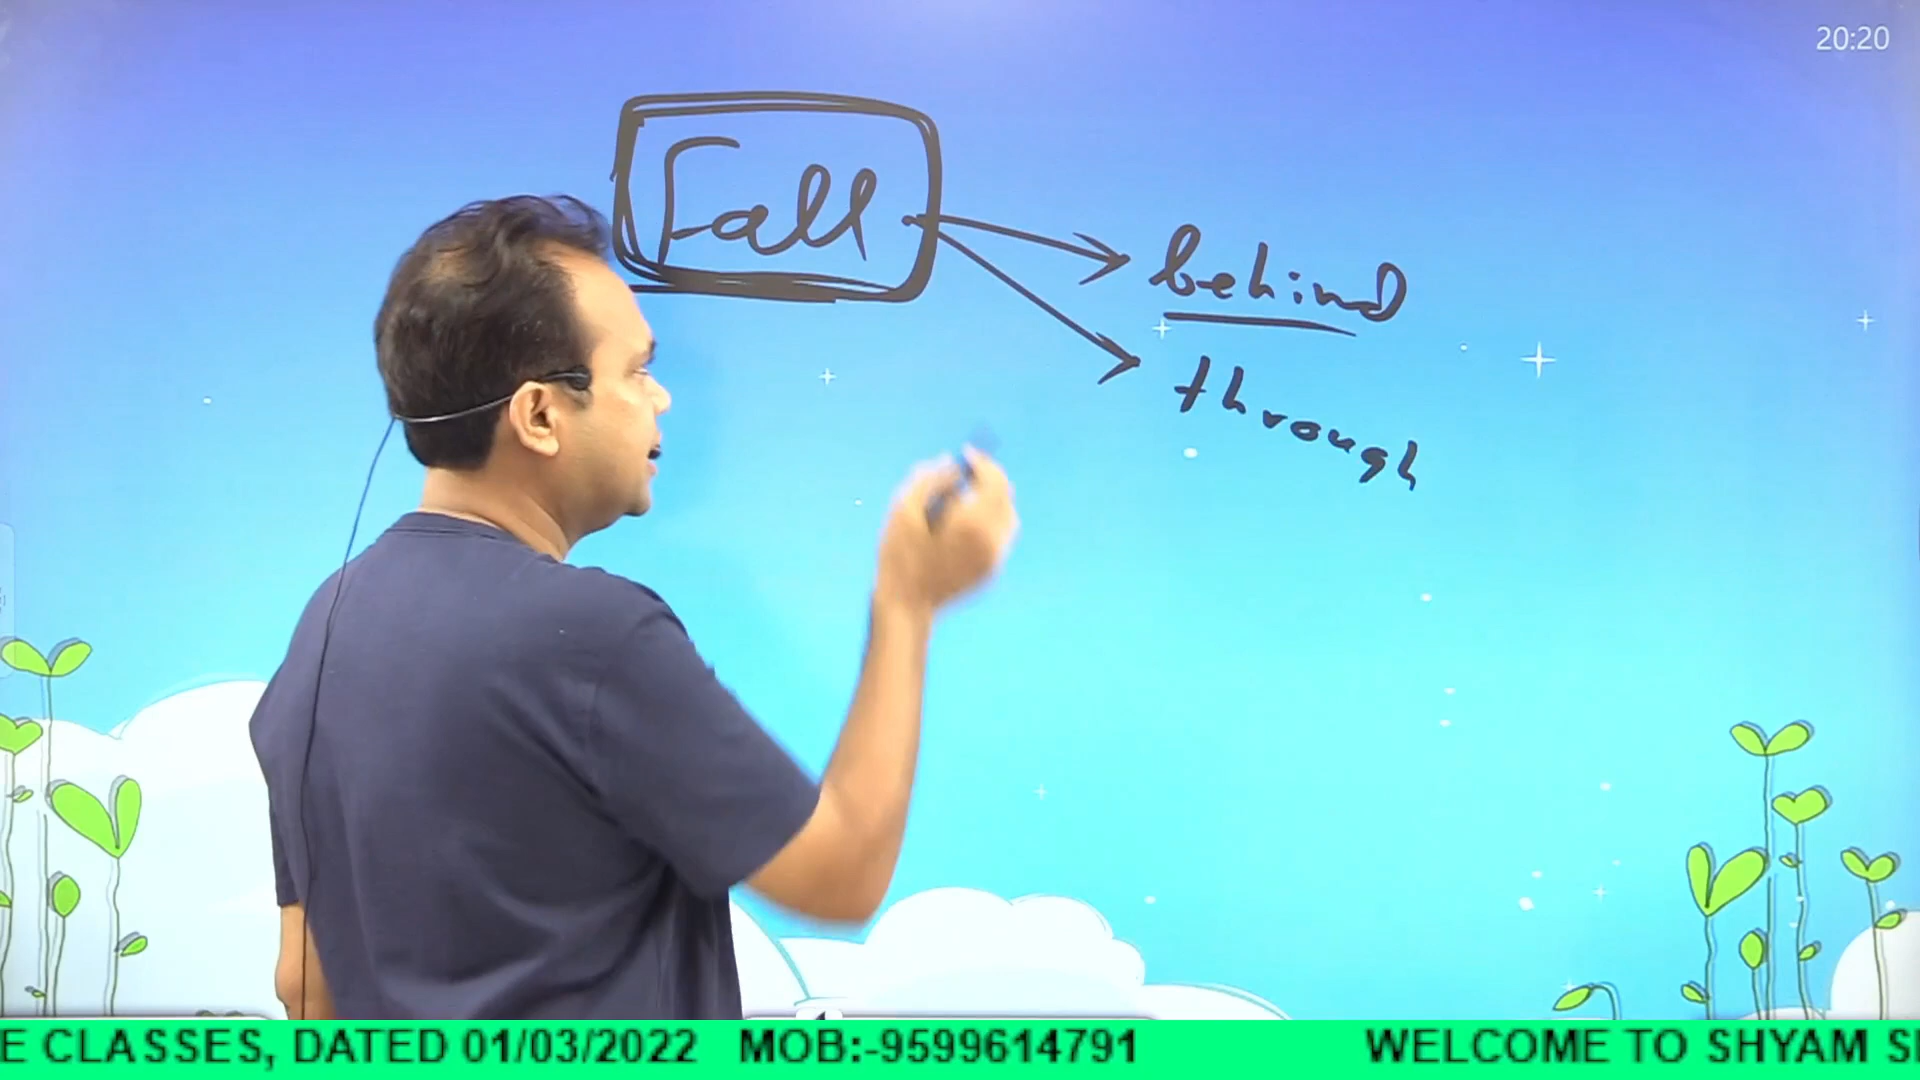 20:20
Fall
behind
through
E CLASSES, DATED 01/03/2022 MOB:-9599614791 WELCOME TO SHYAM S